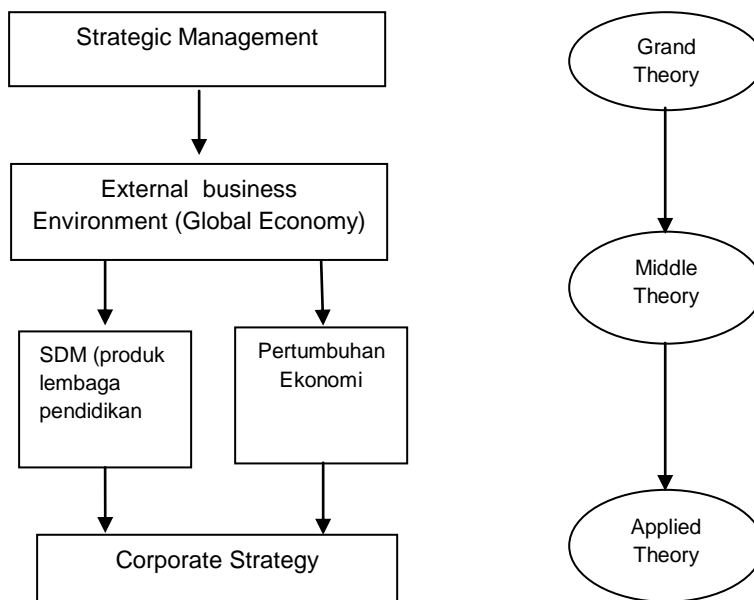 Strategic Management
Grand
Theory
External business
Environment (Global Economy)
Middle
Theory
SDM (produk
lembaga
pendidikan
Pertumbuhan
Ekonomi
Corporate Strategy
Applied
Theory